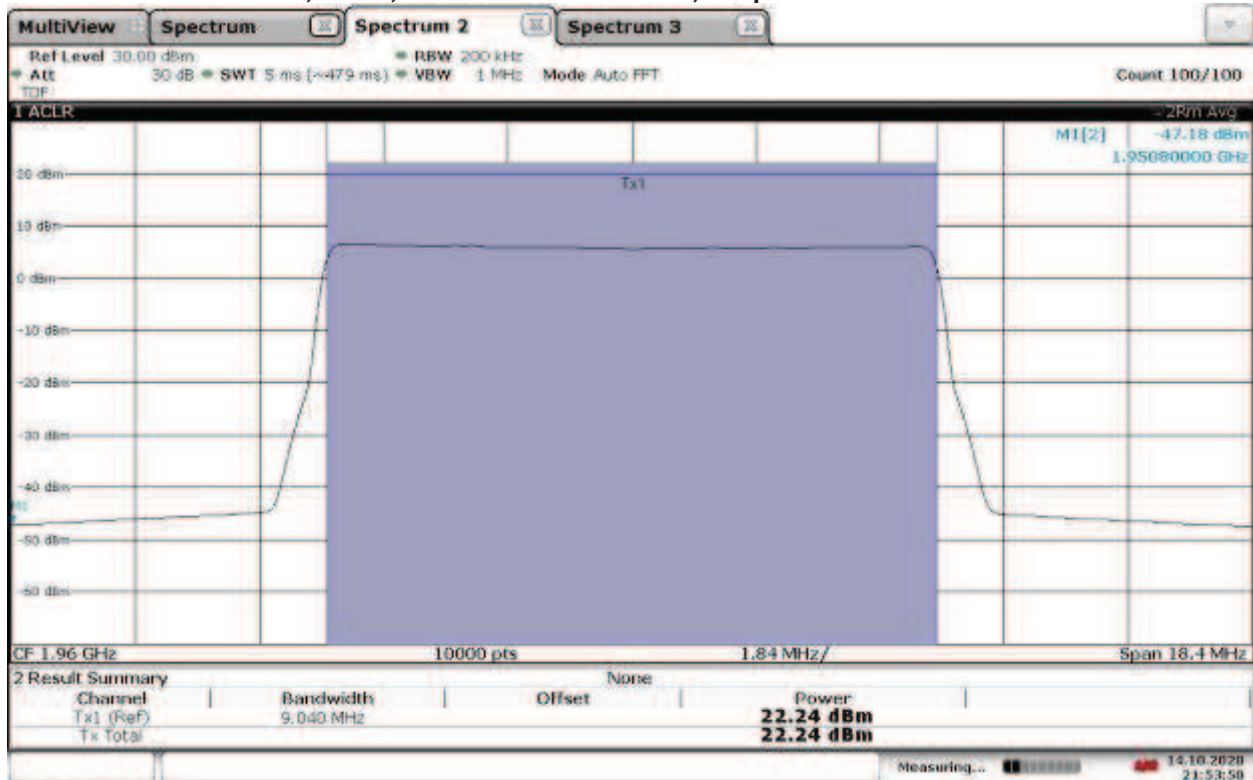 MultiView Spectrum Spectrum 2 Spectrum 3
Ref Level 30.00 dBm RBW 200 kHz
Att 30 dB SWT 5 ms (~479 ms) VBW 1 MHz Mode Auto FFT Count 100/100
TDF
1 ACLR 2Rm Avg
M1[2] -47.18 dBm
1.95080000 GHz
20 dBm
Tx1
10 dBm
0 dBm
-10 dBm
-20 dBm
-30 dBm
-40 dBm
M1
-50 dBm
-60 dBm
CF 1.96 GHz 10000 pts 1.84 MHz/ Span 18.4 MHz
2 Result Summary None
Channel Bandwidth Offset Power
Tx1 (Ref) 9.040 MHz 22.24 dBm
Tx Total 22.24 dBm
Measuring... 14.10.2020
21:53:50